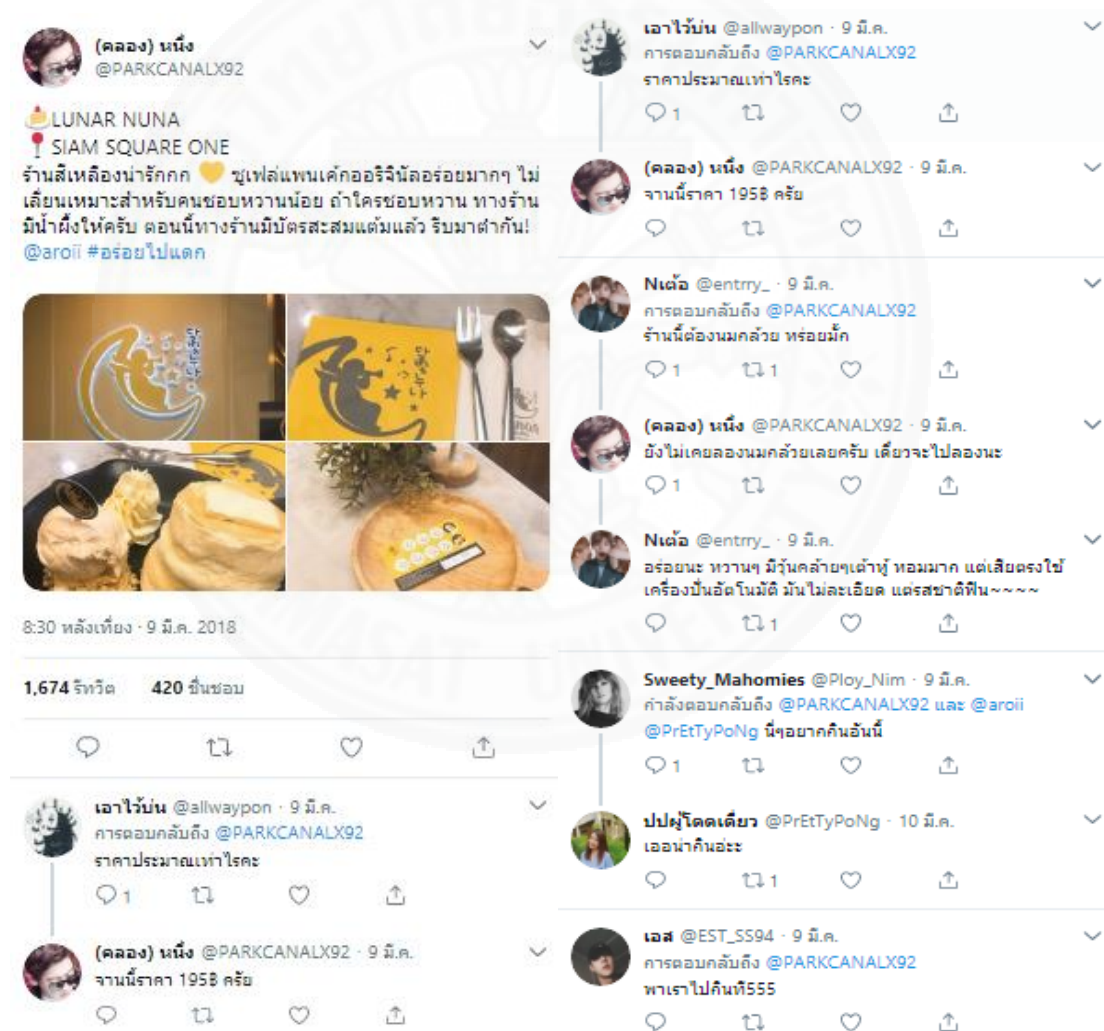 (คลอง) หนึ่ง
@PARKCANALX92
LUNAR NUNA
SIAM SQUARE ONE
ร้านสีเหลืองน่ารักกก 💛 ซูเฟล่แพนเค้กออริจินัลอร่อยมากๆ ไม่
เลี่ยนเหมาะสำหรับคนชอบหวานน้อย ถ้าใครชอบหวาน ทางร้าน
มีน้ำผึ้งให้ครับ ตอนนี้ทางร้านมีบัตรสะสมแต้มแล้ว รีบมาตำกัน!
@aroii #อร่อยไปแดก
8:30 หลังเที่ยง · 9 มี.ค. 2018
1,674 รีทวีต 420 ชื่นชอบ
เอาไว้บ่น @allwaypon · 9 มี.ค.
การตอบกลับถึง @PARKCANALX92
ราคาประมาณเท่าไรคะ
1
(คลอง) หนึ่ง @PARKCANALX92 · 9 มี.ค.
จานนี้ราคา 195฿ ครับ
เอาไว้บ่น @allwaypon · 9 มี.ค.
การตอบกลับถึง @PARKCANALX92
ราคาประมาณเท่าไรคะ
1
(คลอง) หนึ่ง @PARKCANALX92 · 9 มี.ค.
จานนี้ราคา 195฿ ครับ
Nเต้อ @entrry_ · 9 มี.ค.
การตอบกลับถึง @PARKCANALX92
ร้านนี้ต้องนมกล้วย หร่อยมั้ก
1 1
(คลอง) หนึ่ง @PARKCANALX92 · 9 มี.ค.
ยังไม่เคยลองนมกล้วยเลยครับ เดี๋ยวจะไปลองนะ
1
Nเต้อ @entrry_ · 9 มี.ค.
อร่อยนะ หวานๆ มีวุ้นคล้ายๆเต้าหู้ หอมมาก แต่เสียตรงใช้
เครื่องปั่นอัตโนมัติ มันไม่ละเอียด แต่รสชาติฟิน~~~~
1
Sweety_Mahomies @Ploy_Nim · 9 มี.ค.
กำลังตอบกลับถึง @PARKCANALX92 และ @aroii
@PrEtTyPoNg นี่ๆอยากกินอันนี้
1
ปปผู้โดดเดี่ยว @PrEtTyPoNg · 10 มี.ค.
เออน่ากินอ่ะะ
1
เอส @EST_SS94 · 9 มี.ค.
การตอบกลับถึง @PARKCANALX92
พาเราไปกินที555